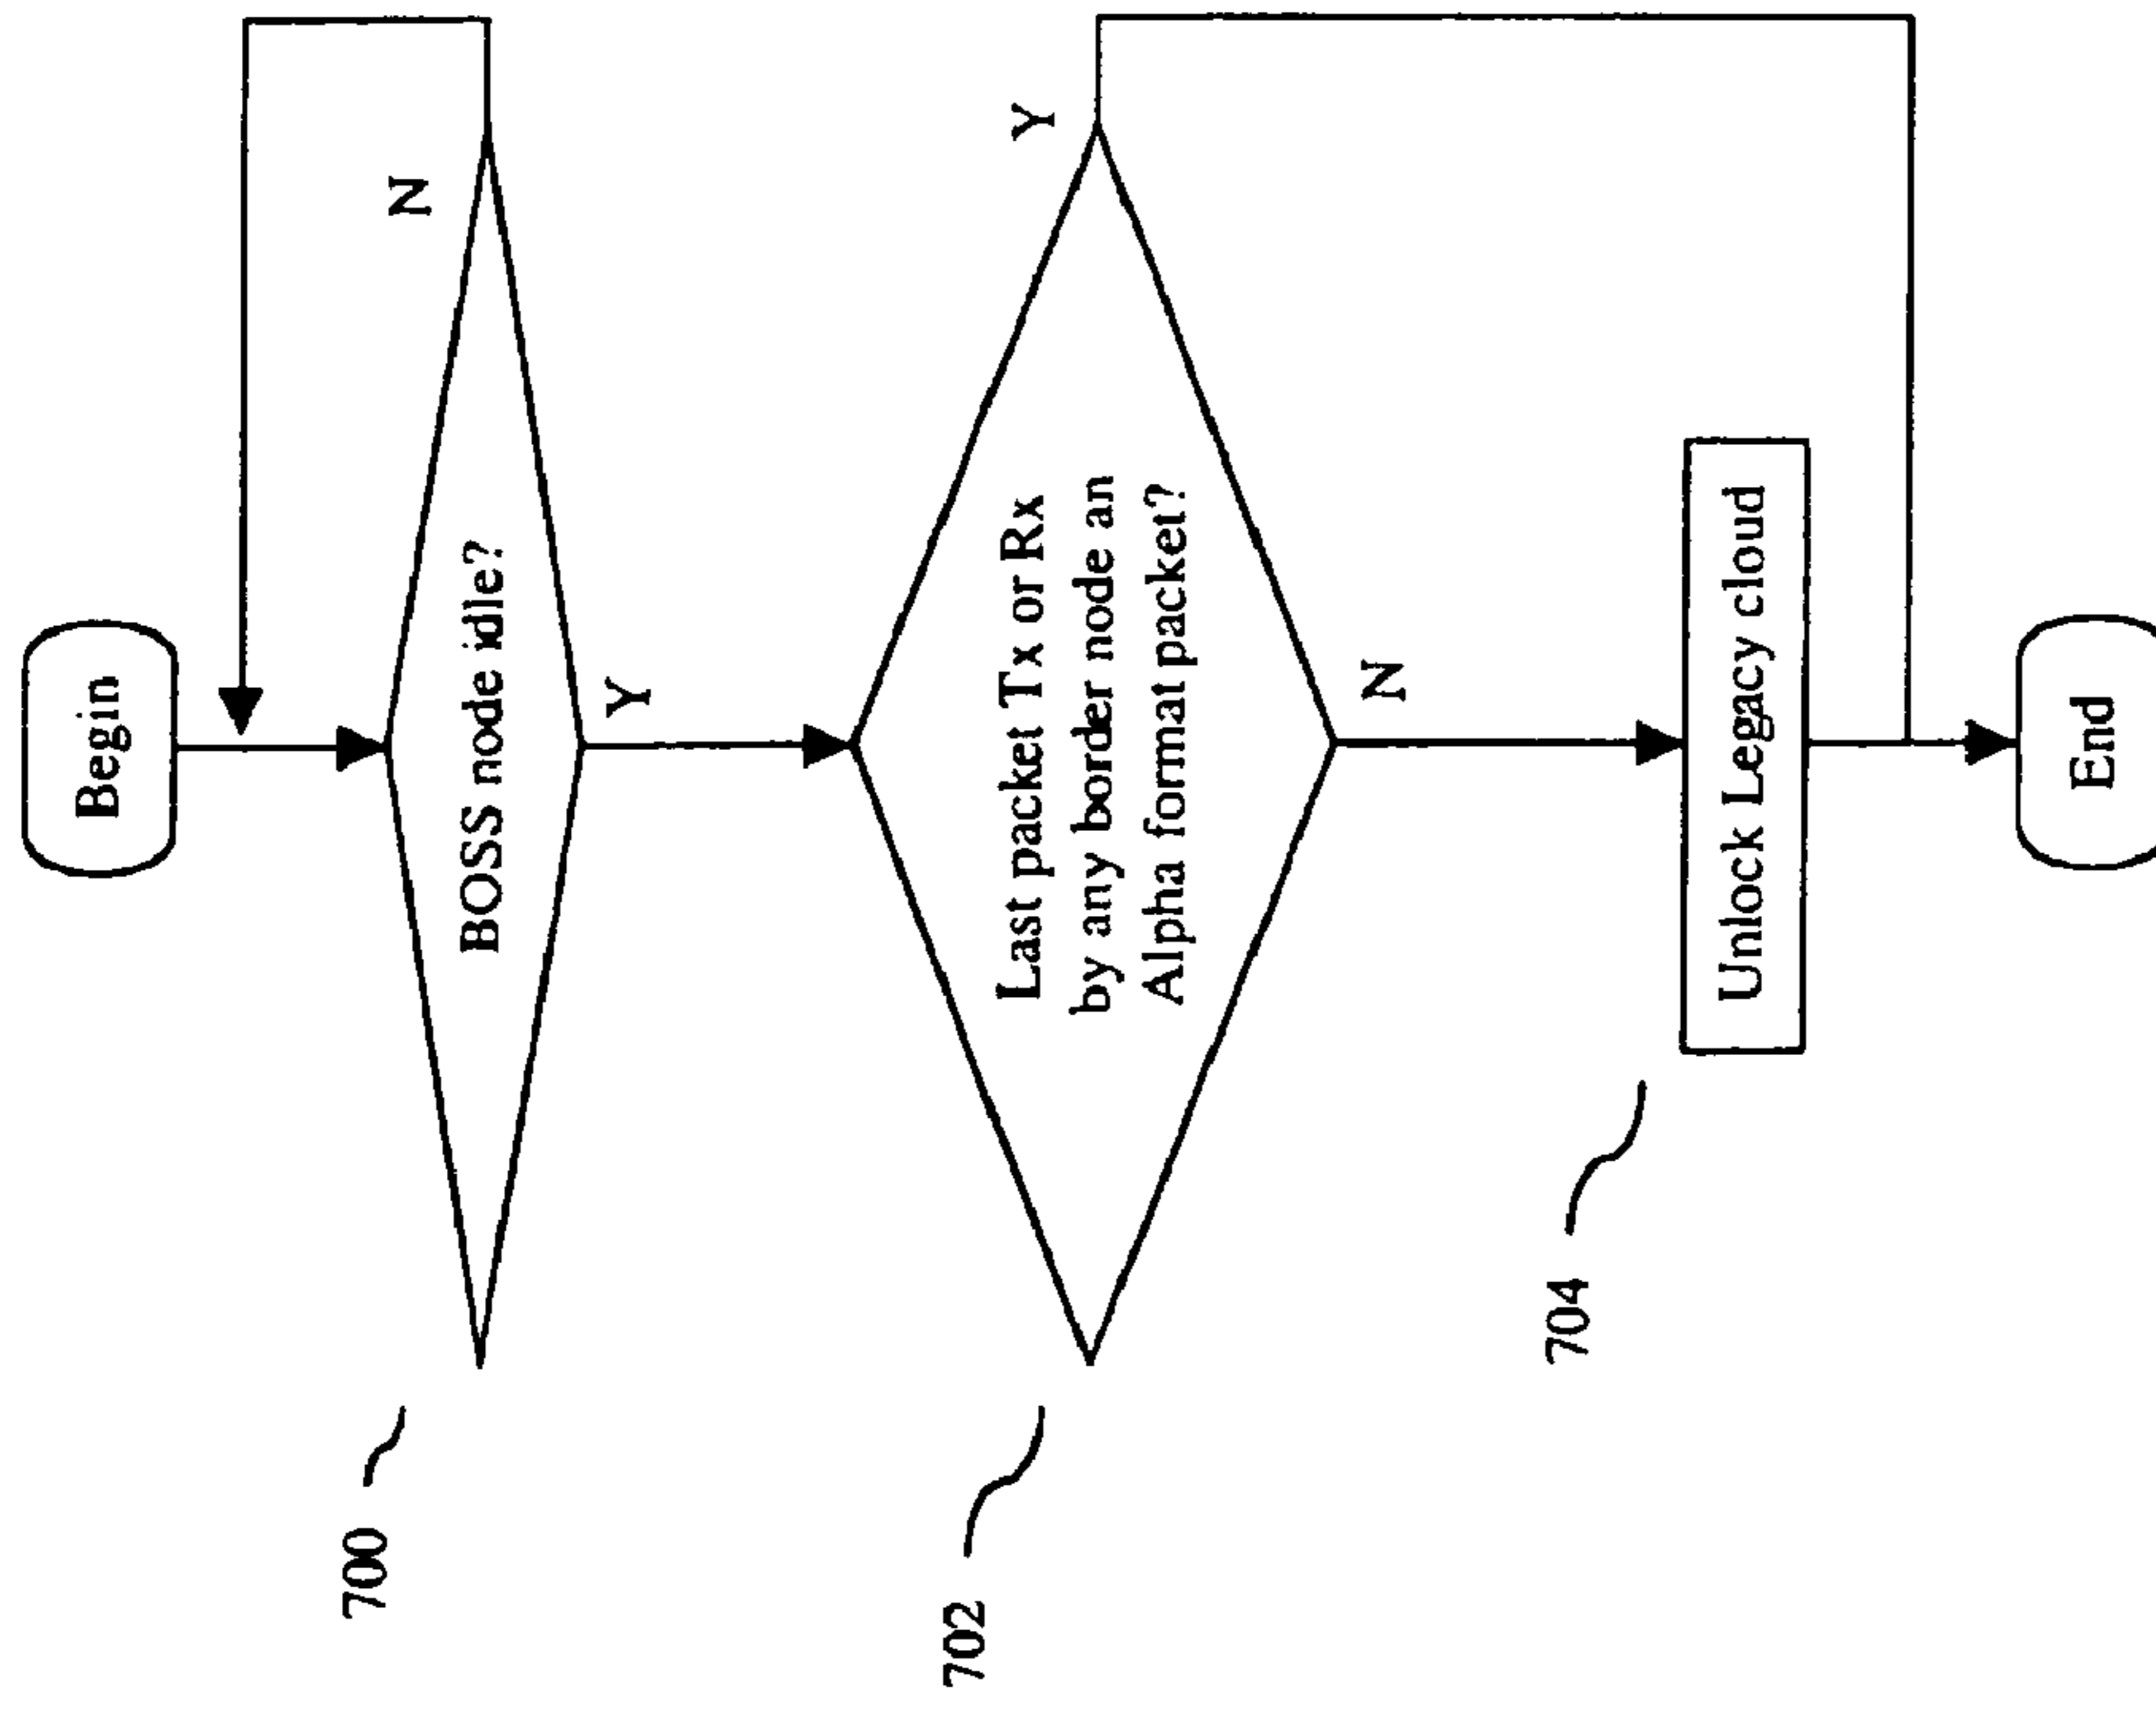 Begin
N
700
BOSS node idle?
Y
Y
702
Last packet Tx or Rx
by any border node an
Alpha format packet?
N
704
Unlock Legacy cloud
End